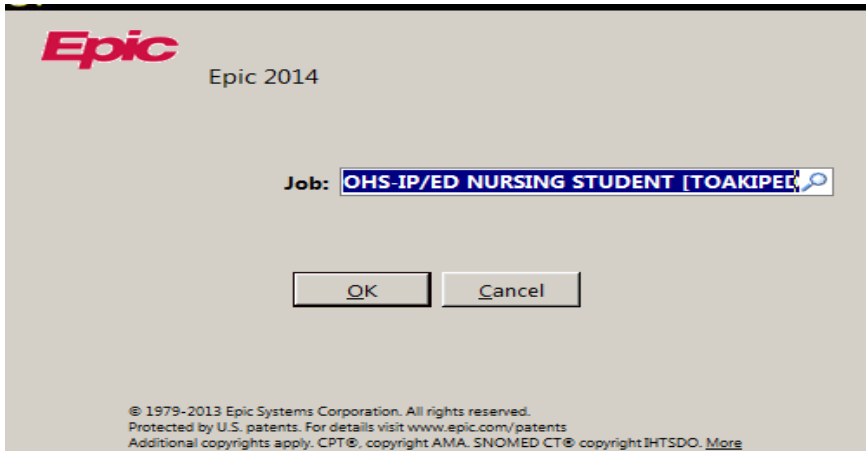 Epic
Epic 2014
Job: OHS-IP/ED NURSING STUDENT [TOAKIPED
OK Cancel
© 1979-2013 Epic Systems Corporation. All rights reserved.
Protected by U.S. patents. For details visit www.epic.com/patents
Additional copyrights apply. CPT®, copyright AMA. SNOMED CT® copyright IHTSDO. More